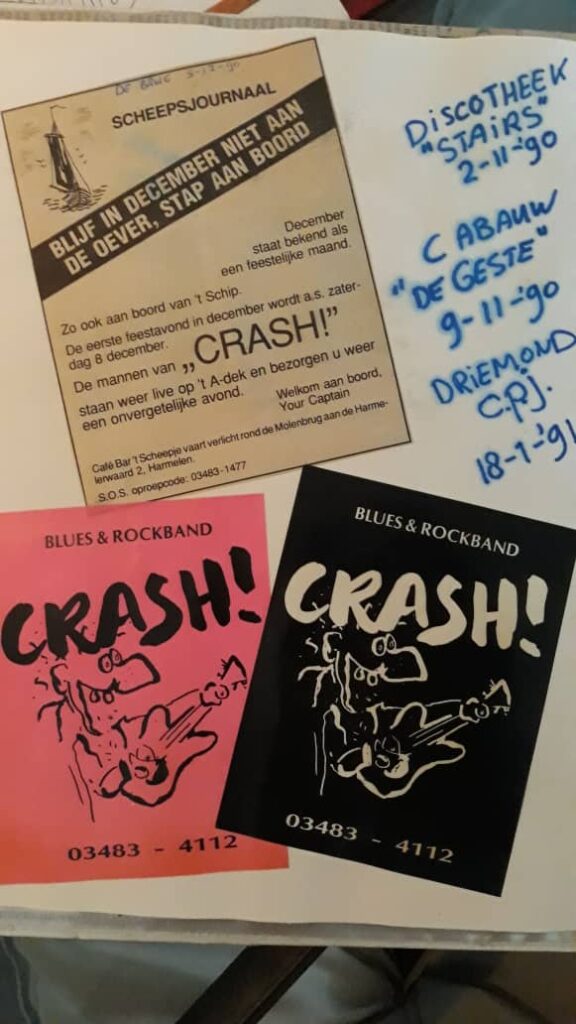 DE BRUG 5-12-90
SCHEEPSJOURNAAL
BLIJF IN DECEMBER NIET AAN
DE OEVER, STAP AAN BOORD
December
staat bekend als
een feestelijke maand.
Zo ook aan boord van 't Schip.
De eerste feestavond in december wordt a.s. zater-
dag 8 december.
De mannen van „CRASH!”
staan weer live op 't A-dek en bezorgen u weer
een onvergetelijke avond.
Welkom aan boord,
Your Captain
Café Bar 't Scheepje vaart verlicht rond de Molenbrug aan de Harme-
lerwaard 2, Harmelen.
S.O.S. oproepcode: 03483-1477
DISCOTHEEK
"STAIRS"
2-11-'90
CABAUW
"DE GESTE"
9-11-'90
DRIEMOND
C.P.J.
18-1-'91
BLUES & ROCKBAND
CRASH!
03483 - 4112
BLUES & ROCKBAND
CRASH!
03483 - 4112